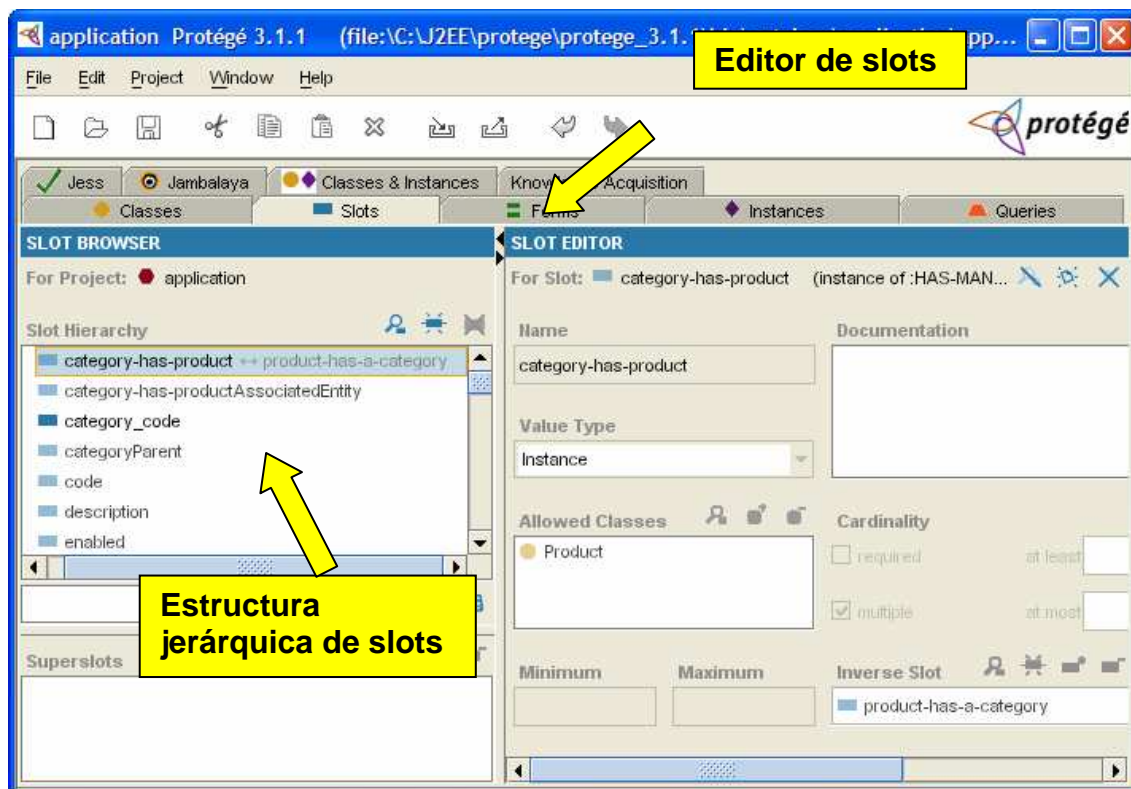 application Protégé 3.1.1 (file:\C:\J2EE\protege\protege_3.1. pp...
Editor de slots
File Edit Project Window Help
protégé
Jess Jambalaya Classes & Instances Acquisition
Classes Slots Instances Queries
SLOT BROWSER
For Project: application
Slot Hierarchy
category-has-product ↔ product-has-a-category
category-has-productAssociatedEntity
category_code
categoryParent
code
description
enabled
Estructura
jerárquica de slots
Superslots
SLOT EDITOR
For Slot: category-has-product (instance of :HAS-MAN...
Name
category-has-product
Documentation
Value Type
Instance
Allowed Classes
Product
Cardinality
required at least
multiple at most
Minimum Maximum
Inverse Slot
product-has-a-category